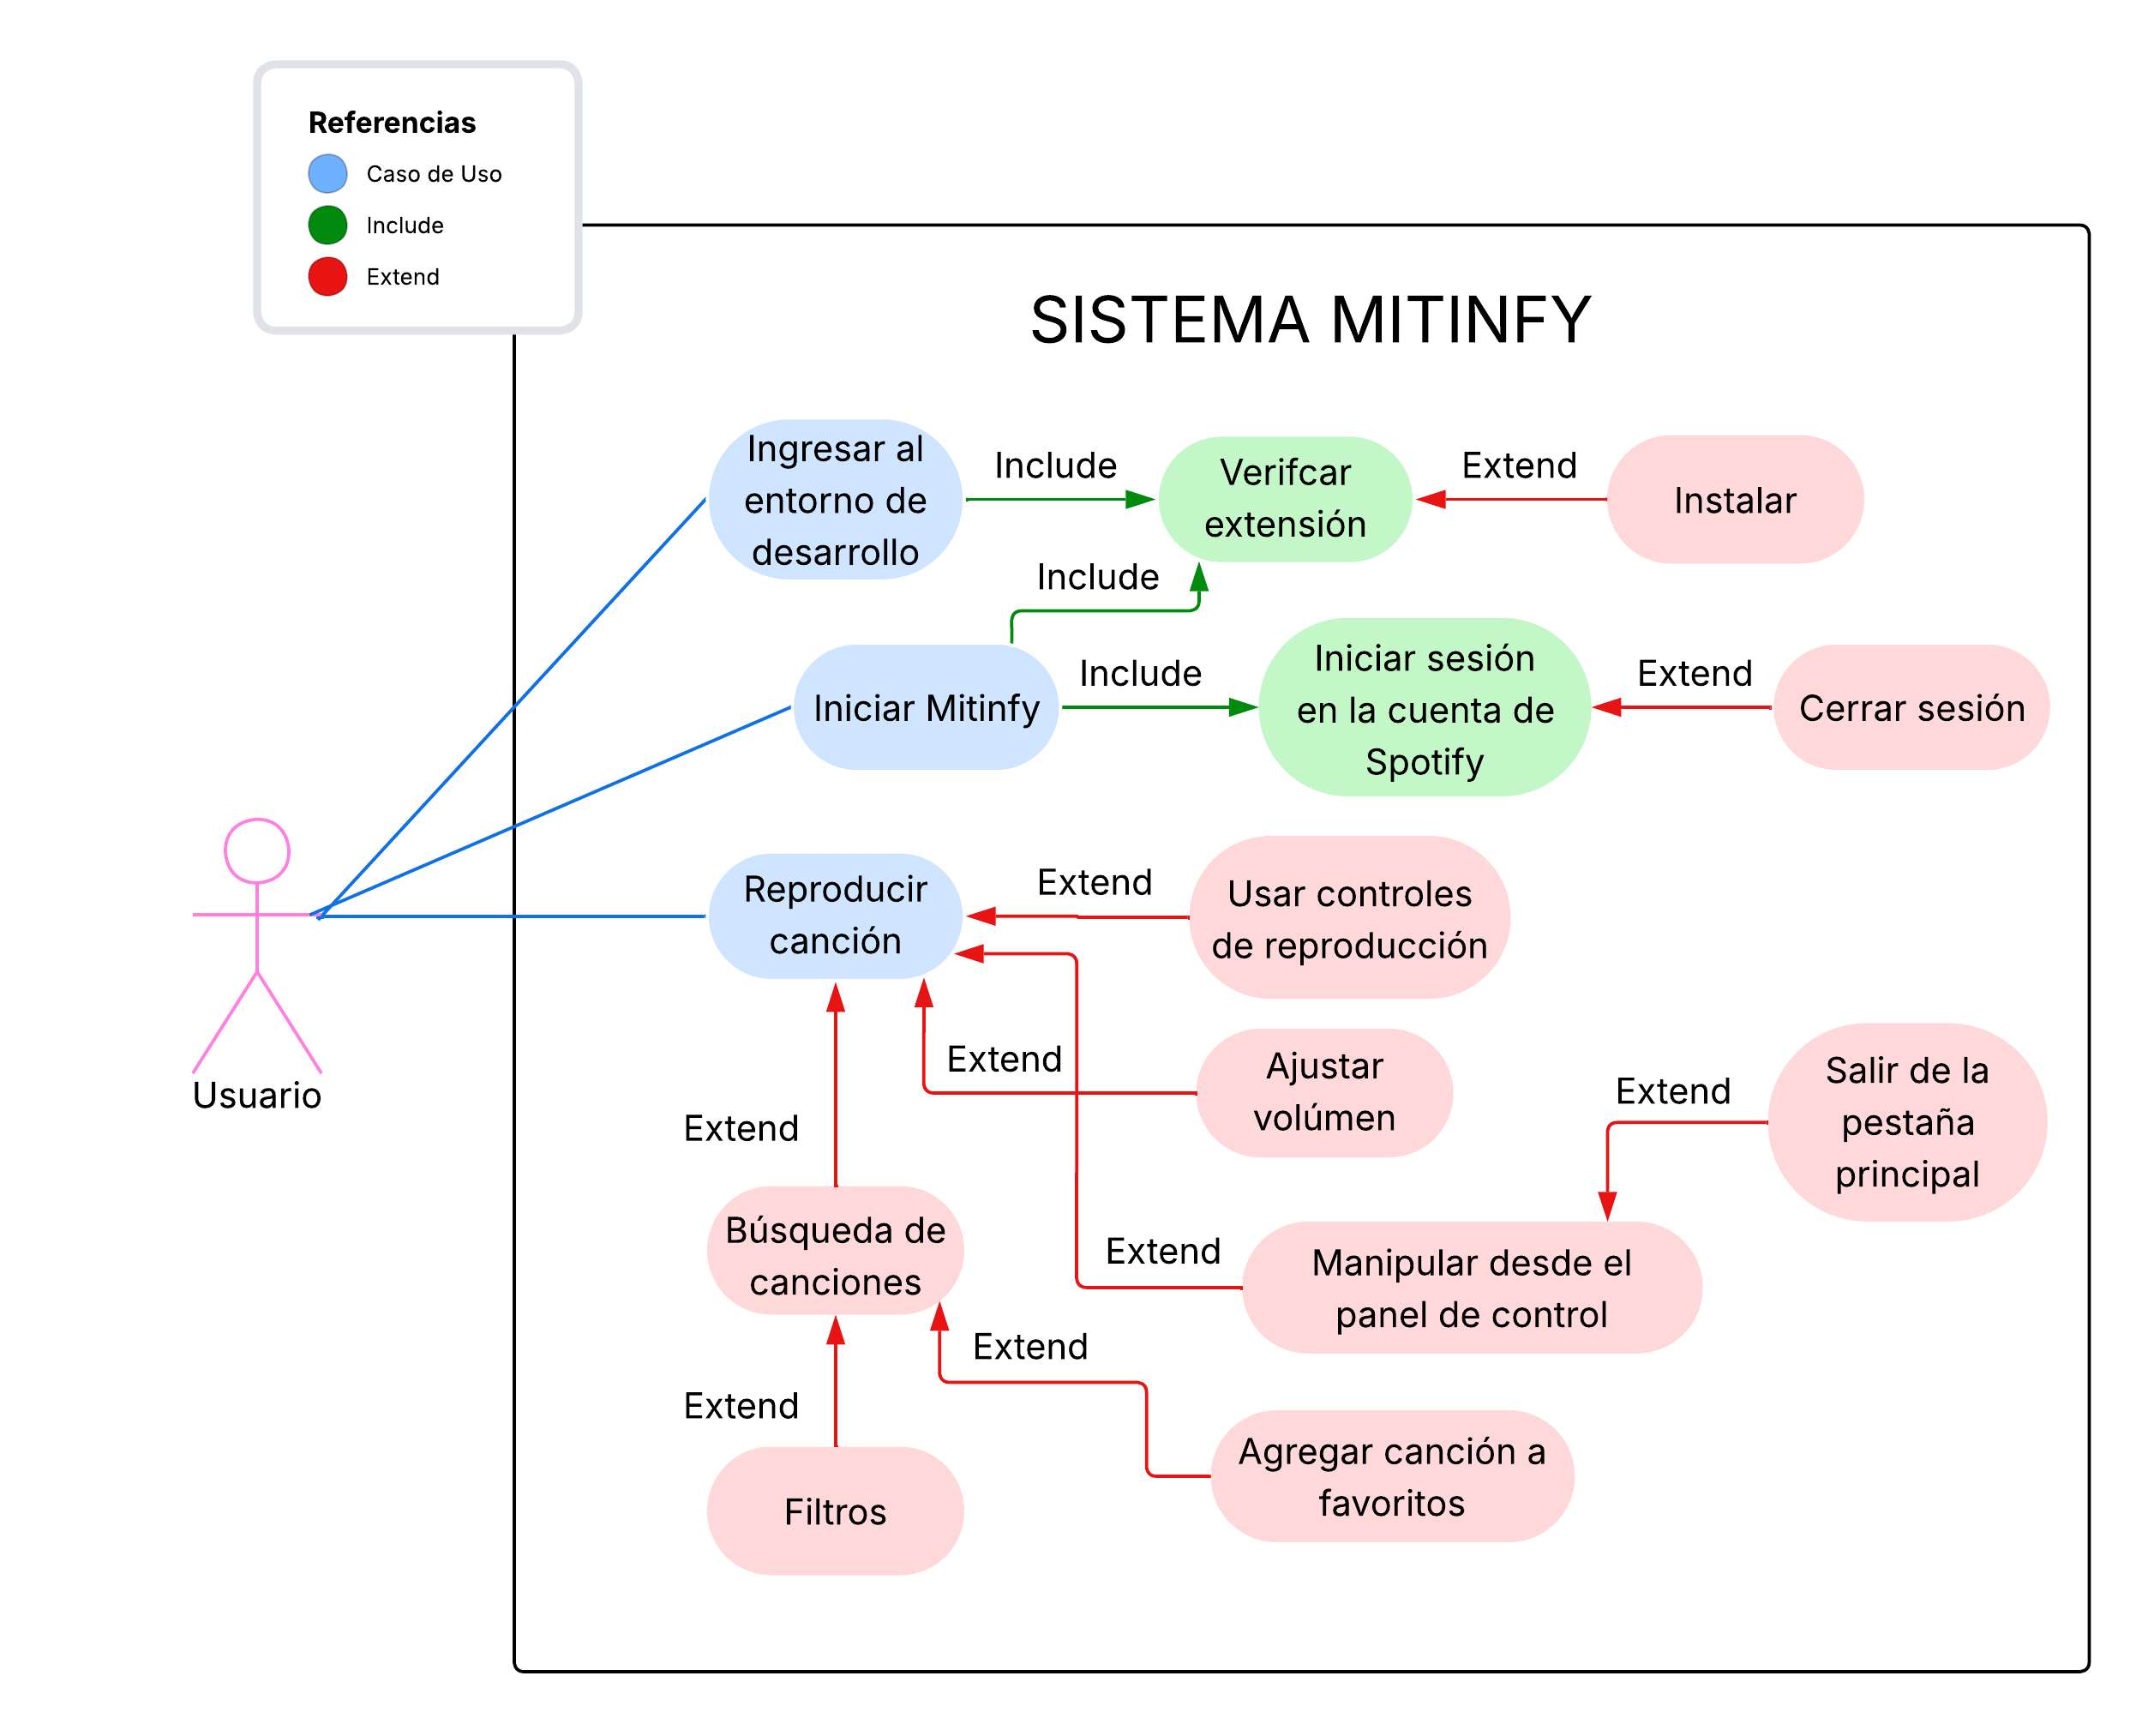 Referencias
Caso de Uso
Include
Extend
SISTEMA MITINFY
Ingresar al
entorno de
desarrollo
Include
Verifcar
extensión
Extend
Instalar
Include
Iniciar Mitinfy
Include
Iniciar sesión
en la cuenta de
Spotify
Extend
Cerrar sesión
Usuario
Reproducir
canción
Extend
Usar controles
de reproducción
Extend
Ajustar
volúmen
Extend
Salir de la
pestaña
principal
Extend
Búsqueda de
canciones
Extend
Manipular desde el
panel de control
Extend
Extend
Agregar canción a
favoritos
Filtros